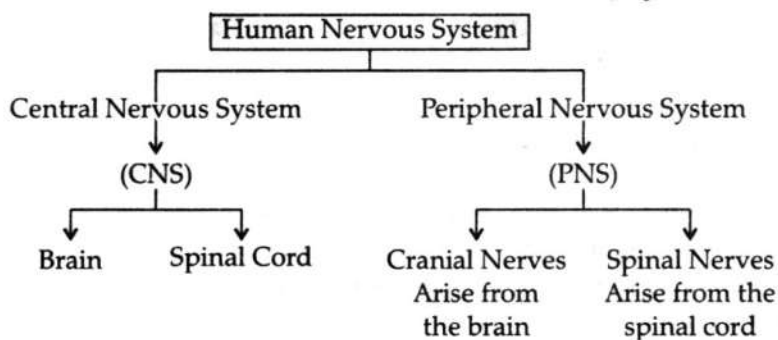 Human Nervous System
Central Nervous System
Peripheral Nervous System
(CNS)
(PNS)
Brain
Spinal Cord
Cranial Nerves
Arise from
the brain
Spinal Nerves
Arise from the
spinal cord